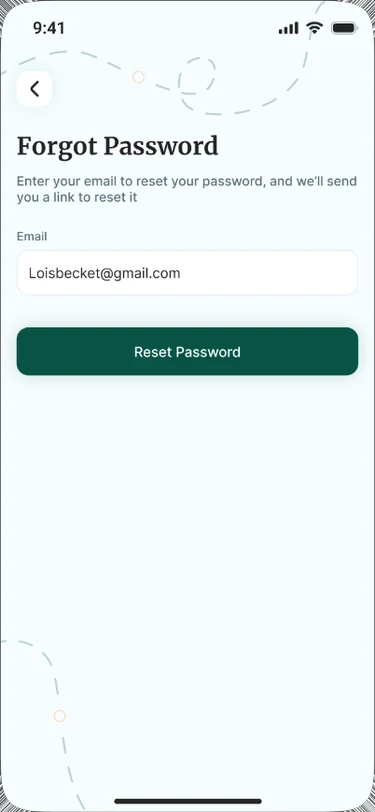 9:41
Forgot Password
Enter your email to reset your password, and we'll send
you a link to reset it
Email
Loisbecket@gmail.com
Reset Password